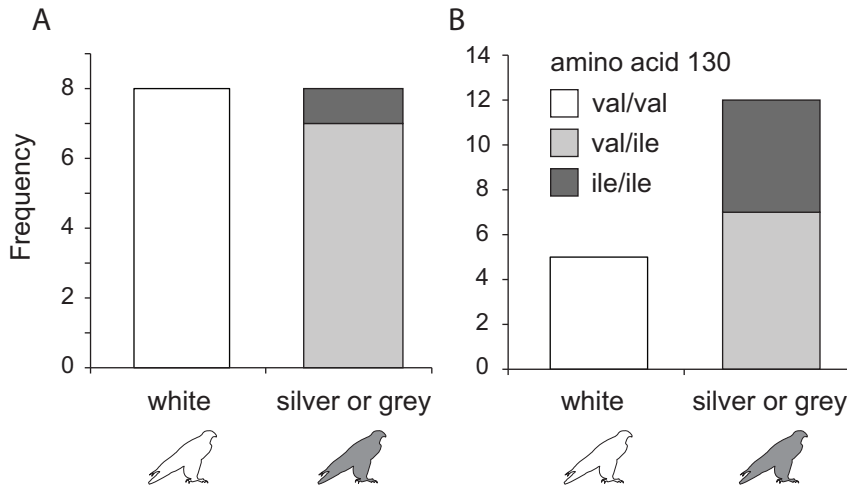 A
Frequency
8
6
4
2
0
white
silver or grey
B
14
12
10
8
6
4
2
0
amino acid 130
val/val
val/ile
ile/ile
white
silver or grey